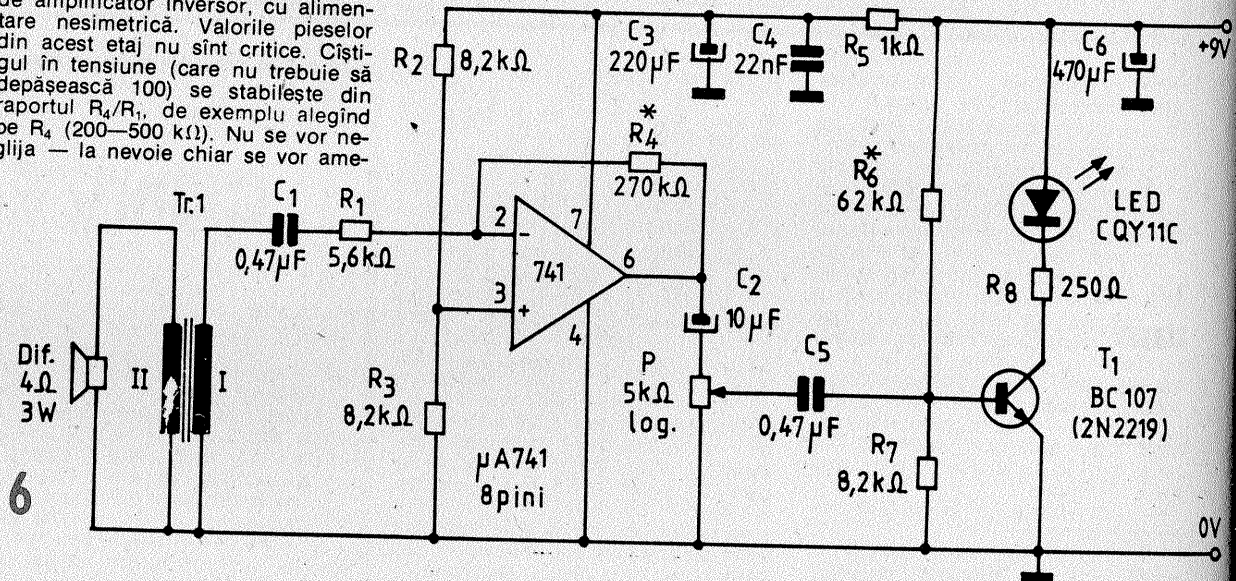 de amplificator inversor, cu alimen-
tare nesimetrică. Valorile pieselor
din acest etaj nu sînt critice. Cîști-
gul în tensiune (care nu trebuie să
depășească 100) se stabilește din
raportul R₄/R₁, de exemplu alegînd
pe R₄ (200—500 kΩ). Nu se vor ne-
glija — la nevoie chiar se vor ame-
R₂ 8,2kΩ
C₃
220μF
C₄
22nF
R₅ 1kΩ
C₆
470μF
+9V
*
R₄
270kΩ
*
R₆
62kΩ
LED
CQY11C
R₈ 250Ω
Tr.1
C₁
0,47μF
R₁
5,6kΩ
2 -
7
741
6
3 +
4
C₂
10μF
Dif.
4Ω
3W
II
I
R₃
8,2kΩ
P
5kΩ
log.
C₅
0,47μF
T₁
BC 107
(2N2219)
μA741
8pini
R₇
8,2kΩ
6
0V